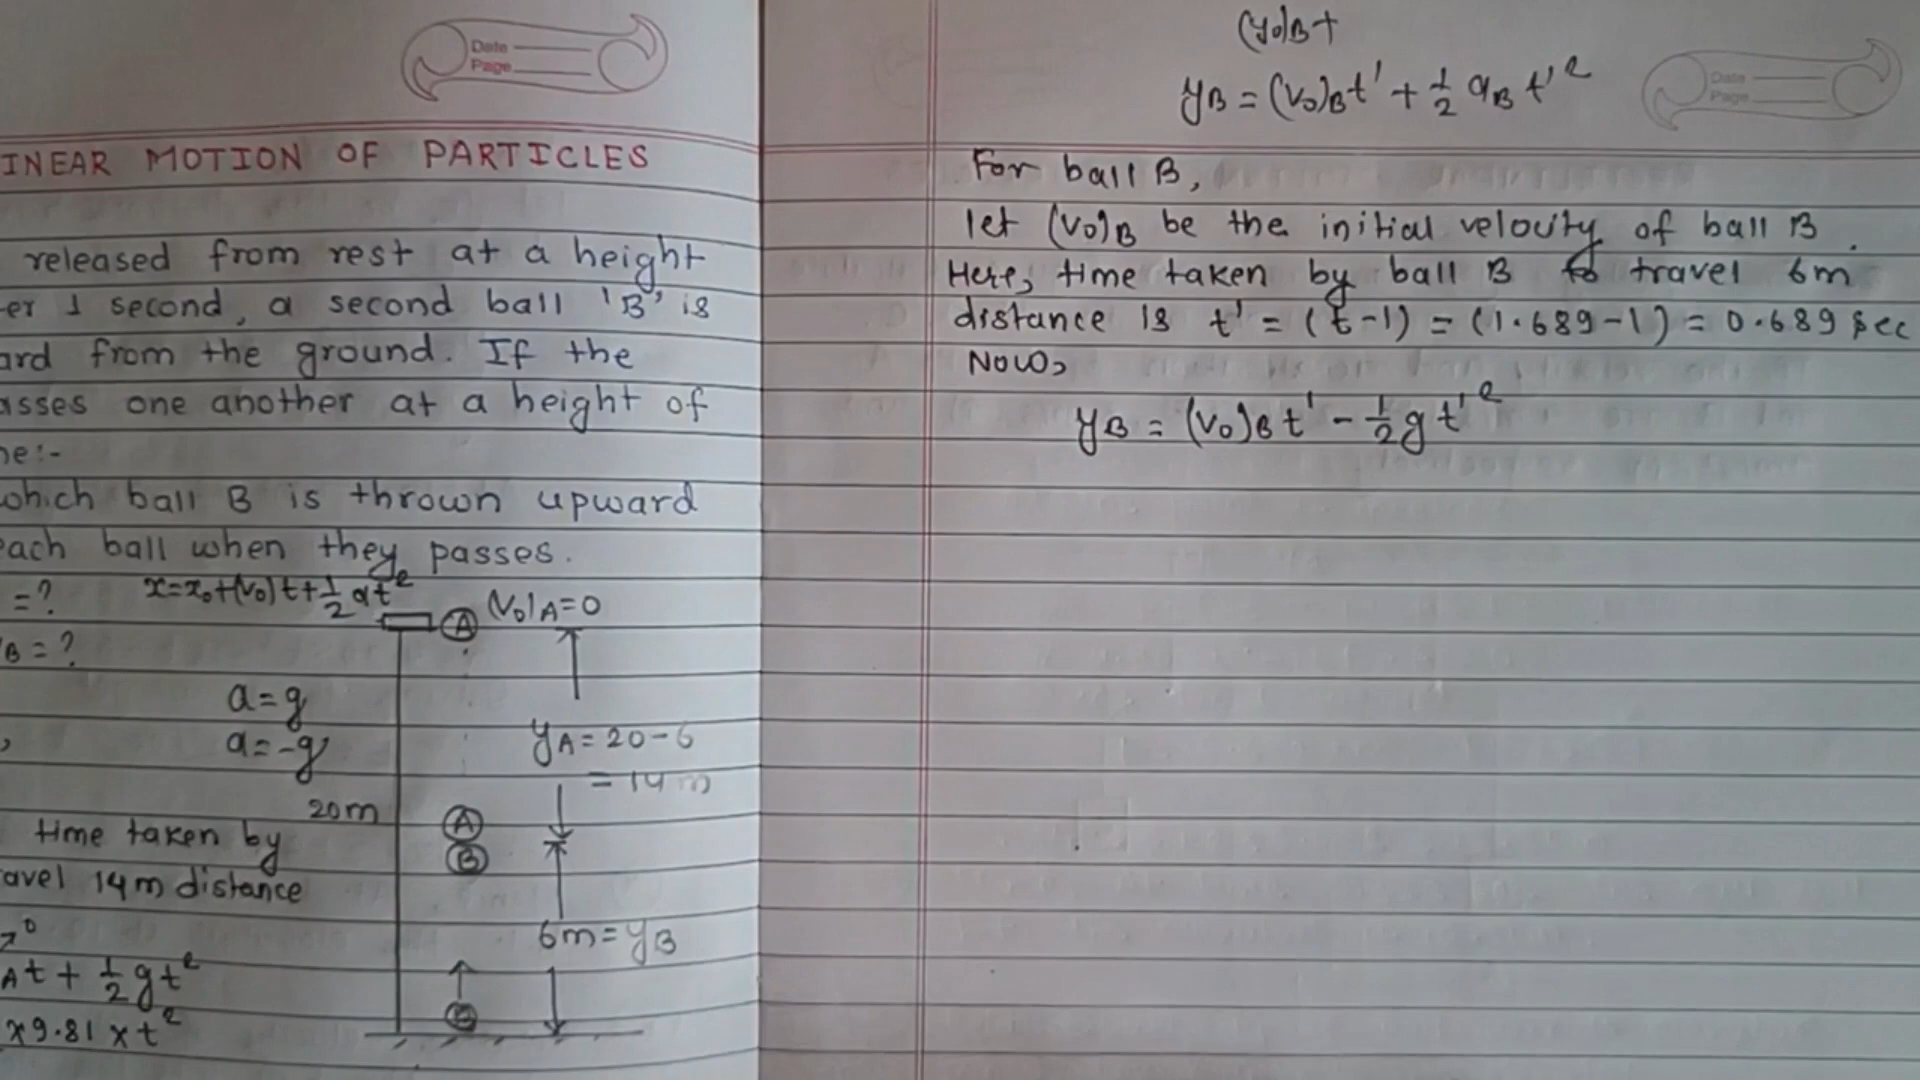 Date
Page
INEAR MOTION OF PARTICLES
released from rest at a height
er 1 second, a second ball 'B' is
ard from the ground. If the
asses one another at a height of
ne:-
which ball B is thrown upward
each ball when they passes.
=? x=x₀+(v₀)t+½at²
(V₀)A=0
A
B=?
a=g
a=-g
yA=20-6
=14m
20m
A
B
time taken by
avel 14m distance
6m=yB
0
At+½gt²
x9.81xt²
B
(y₀)B+
yB=(V₀)Bt'+½aBt'²
Date
Page
For ball B,
let (V₀)B be the initial velocity of ball B.
Here, time taken by ball B to travel 6m
distance is t'=(t-1)=(1.689-1)=0.689 sec
Now,
yB=(V₀)Bt'-½gt'²